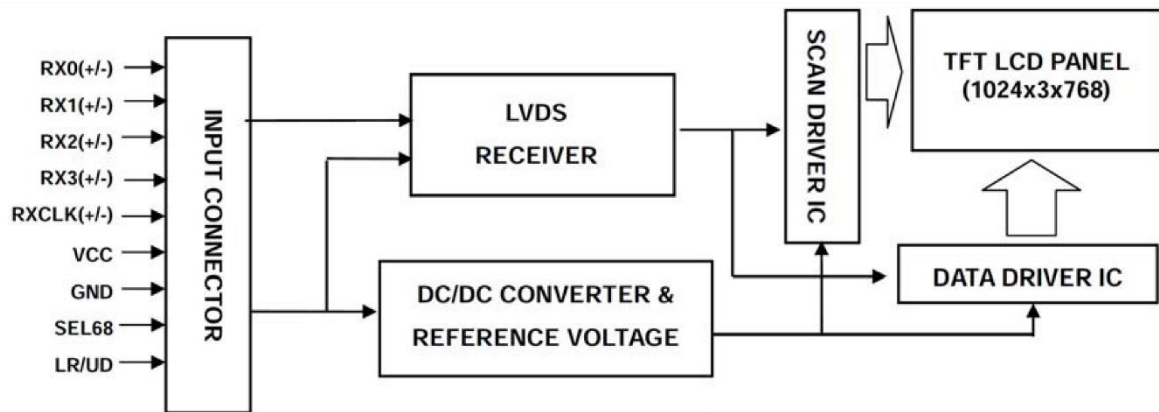 RX0(+/-)
RX1(+/-)
RX2(+/-)
RX3(+/-)
RXCLK(+/-)
VCC
GND
SEL68
LR/UD
INPUT CONNECTOR
LVDS
RECEIVER
DC/DC CONVERTER &
REFERENCE VOLTAGE
SCAN DRIVER IC
TFT LCD PANEL
(1024x3x768)
DATA DRIVER IC